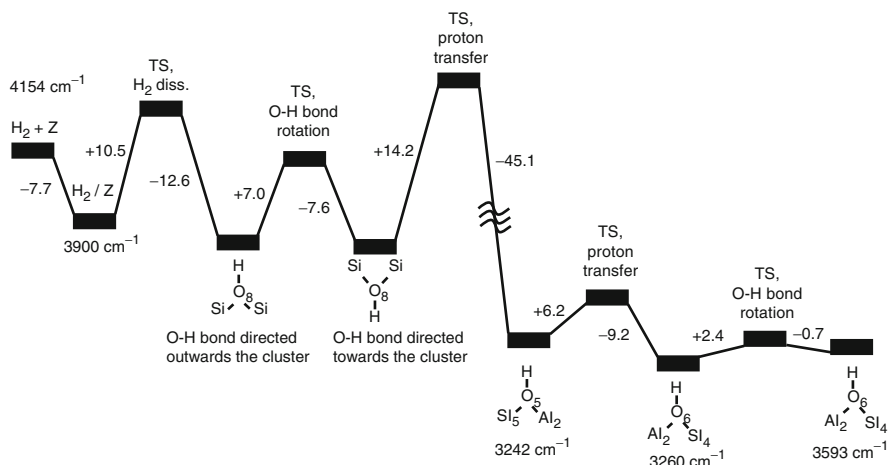 TS,
proton
transfer
4154 cm⁻¹
TS,
H₂ diss.
TS,
O-H bond
rotation
H₂ + Z
+10.5
+14.2
−45.1
−7.7
H₂ / Z
−12.6
+7.0
−7.6
3900 cm⁻¹
H
O₈
Si Si
Si Si
O₈
H
O-H bond directed
outwards the cluster
O-H bond directed
towards the cluster
TS,
proton
transfer
TS,
O-H bond
rotation
+6.2
−9.2
+2.4
−0.7
H
O₅
SI₅ Al₂
3242 cm⁻¹
H
O₆
Al₂ SI₄
3260 cm⁻¹
H
O₆
Al₂ SI₄
3593 cm⁻¹